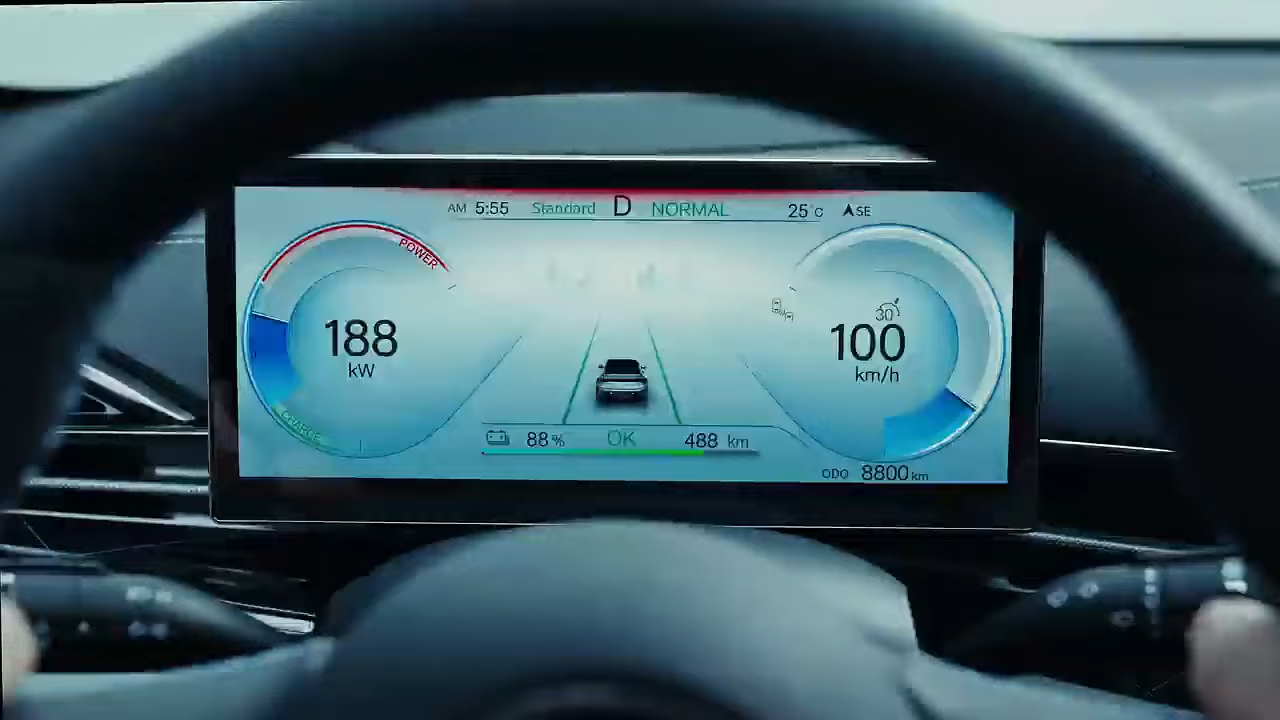 AM 5:55 Standard D NORMAL 25°C SE
POWER
188
kW
CHARGE
30
100
km/h
88% OK 488 km
ODO 8800 km